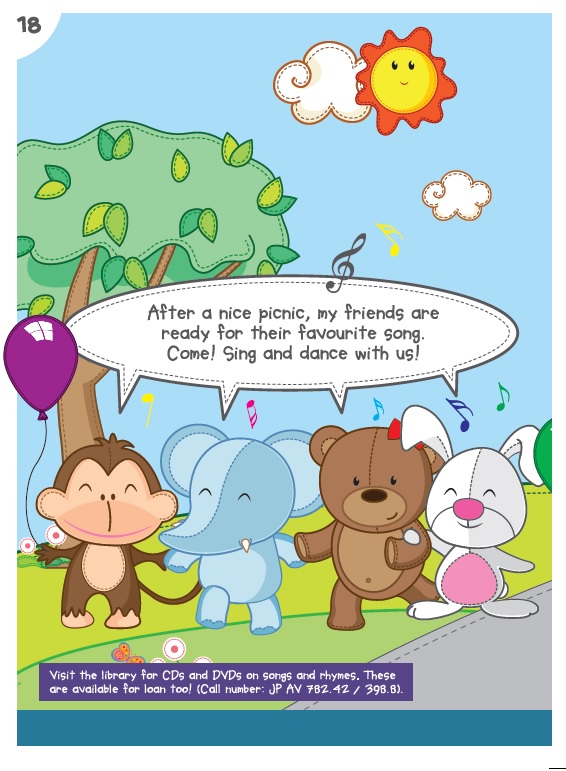 18
After a nice picnic, my friends are
ready for their favourite song.
Come! Sing and dance with us!
Visit the library for CDs and DVDs on songs and rhymes. These
are available for loan too! (Call number: JP AV 782.42 / 398.8).